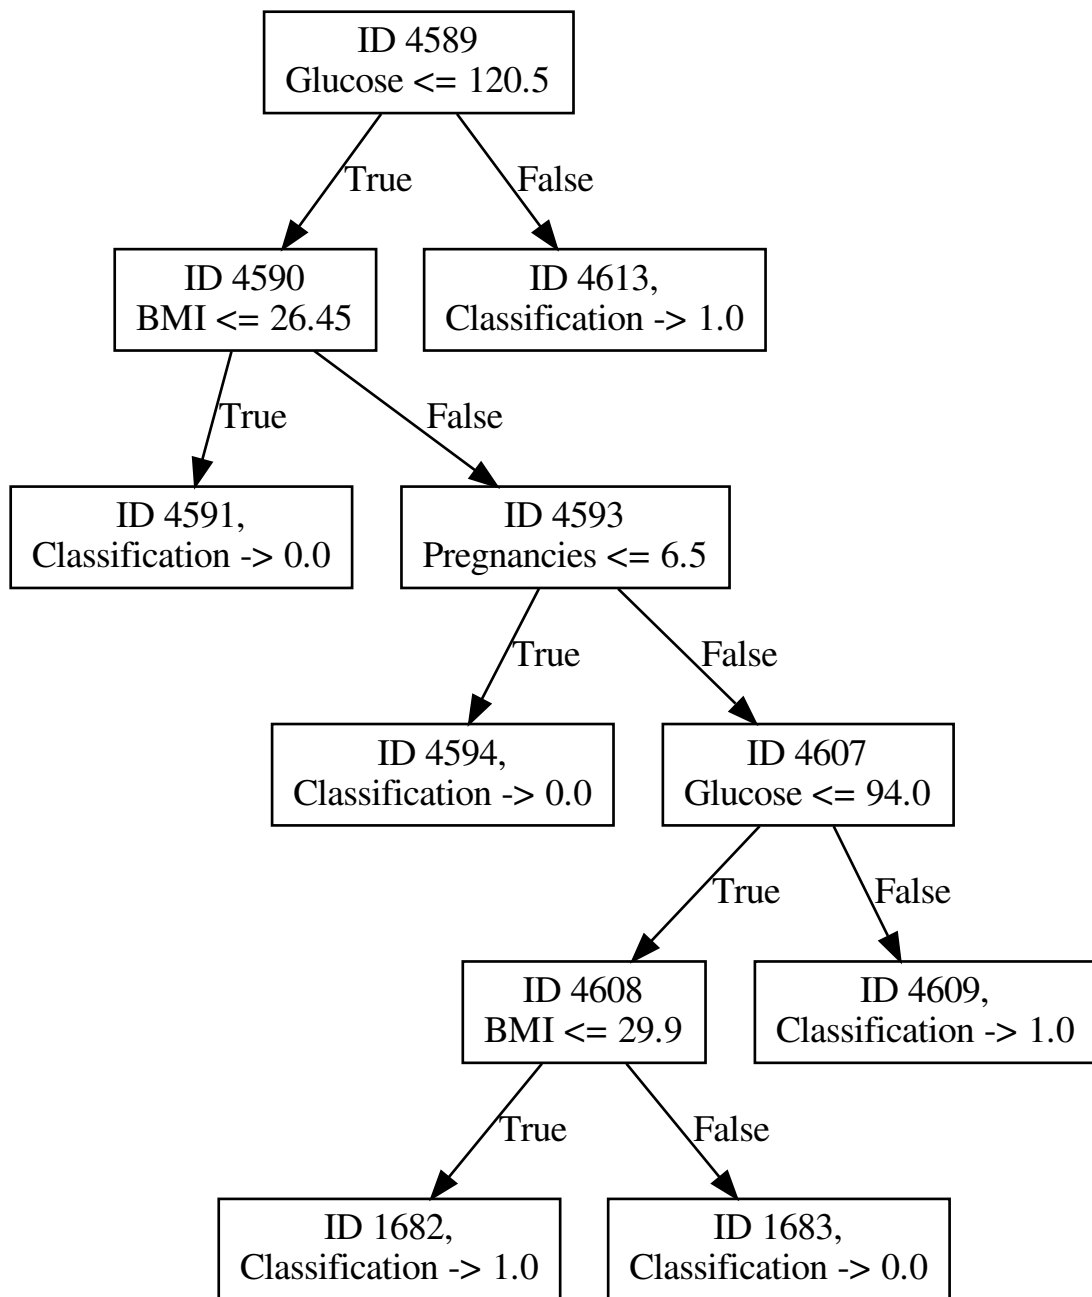 ID 4589
Glucose <= 120.5
True
False
ID 4590
BMI <= 26.45
ID 4613,
Classification -> 1.0
True
False
ID 4591,
Classification -> 0.0
ID 4593
Pregnancies <= 6.5
True
False
ID 4594,
Classification -> 0.0
ID 4607
Glucose <= 94.0
True
False
ID 4608
BMI <= 29.9
ID 4609,
Classification -> 1.0
True
False
ID 1682,
Classification -> 1.0
ID 1683,
Classification -> 0.0